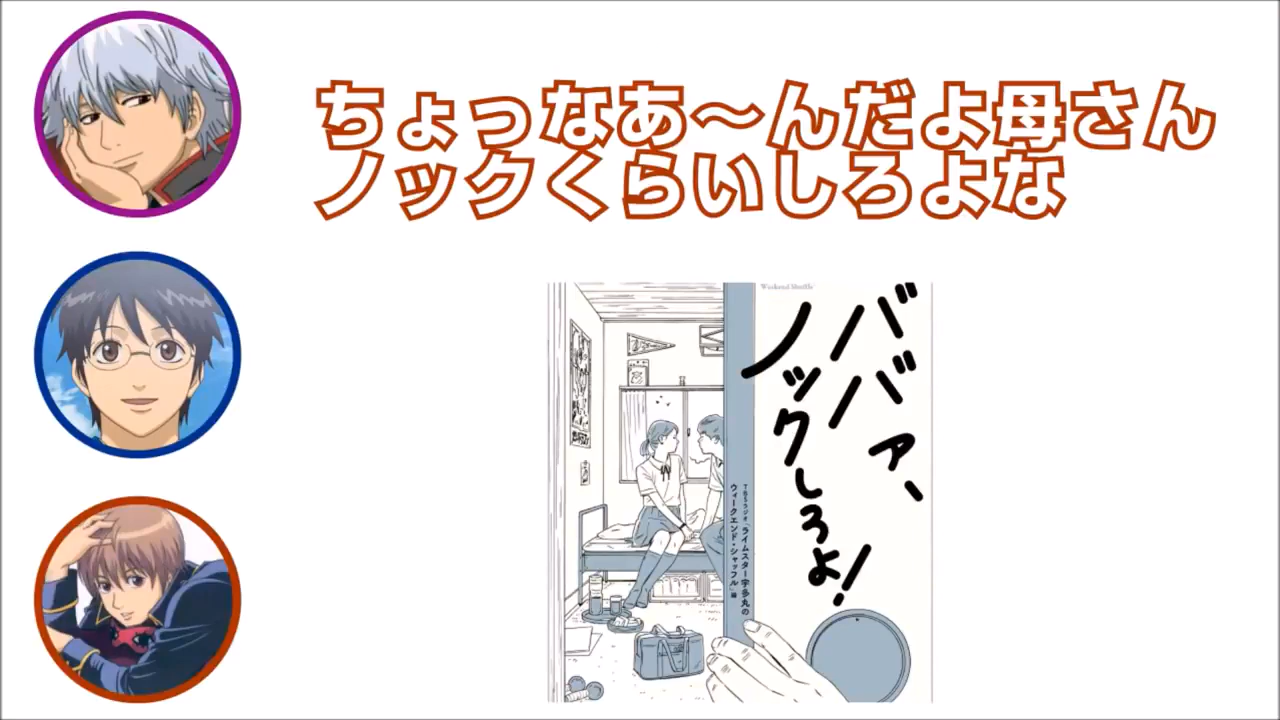 ちょっなあ～んだよ母さん
ノックくらいしろよな
Weekend Shuffle
ババァ、
ノックしろよ!
TBSラジオ「ライムスター宇多丸の
ウィークエンド・シャッフル」編